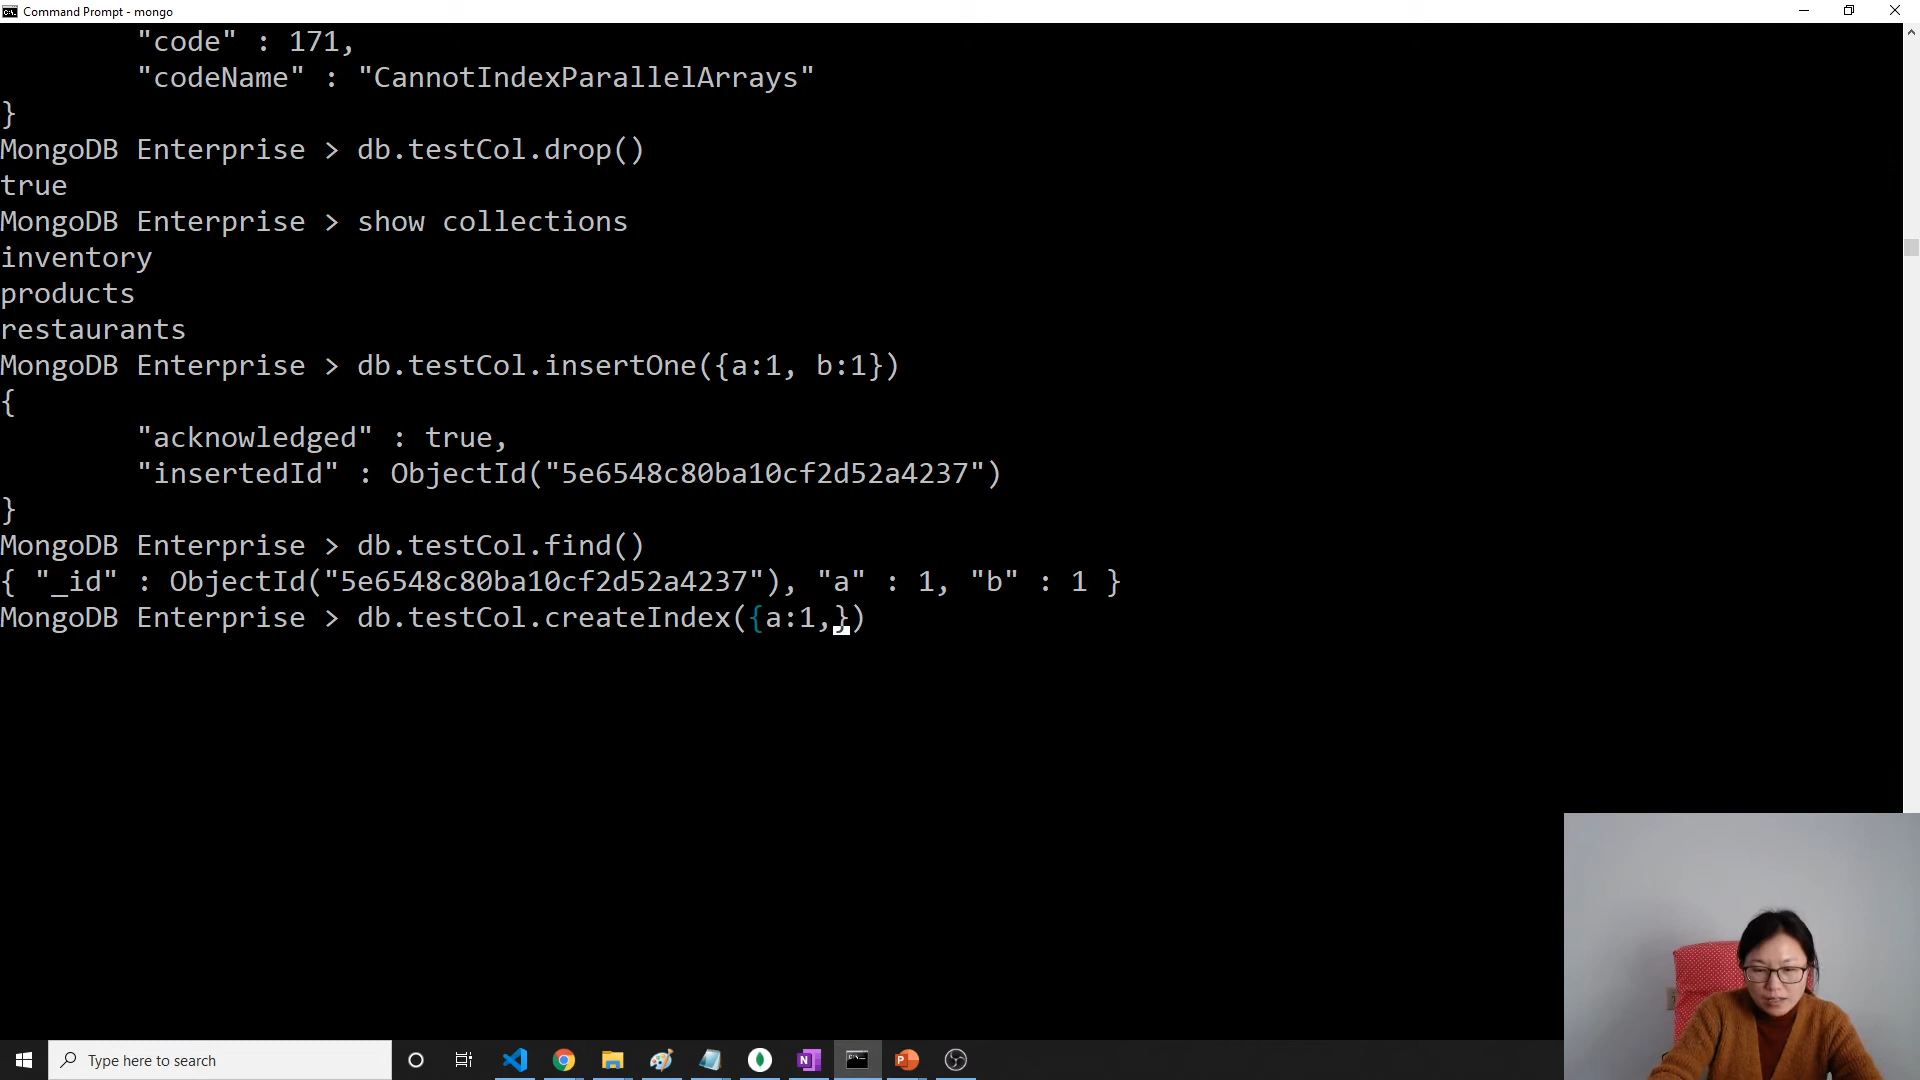 Command Prompt - mongo
"code" : 171,
"codeName" : "CannotIndexParallelArrays"
}
MongoDB Enterprise > db.testCol.drop()
true
MongoDB Enterprise > show collections
inventory
products
restaurants
MongoDB Enterprise > db.testCol.insertOne({a:1, b:1})
{
"acknowledged" : true,
"insertedId" : ObjectId("5e6548c80ba10cf2d52a4237")
}
MongoDB Enterprise > db.testCol.find()
{ "_id" : ObjectId("5e6548c80ba10cf2d52a4237"), "a" : 1, "b" : 1 }
MongoDB Enterprise > db.testCol.createIndex({a:1,})
Type here to search